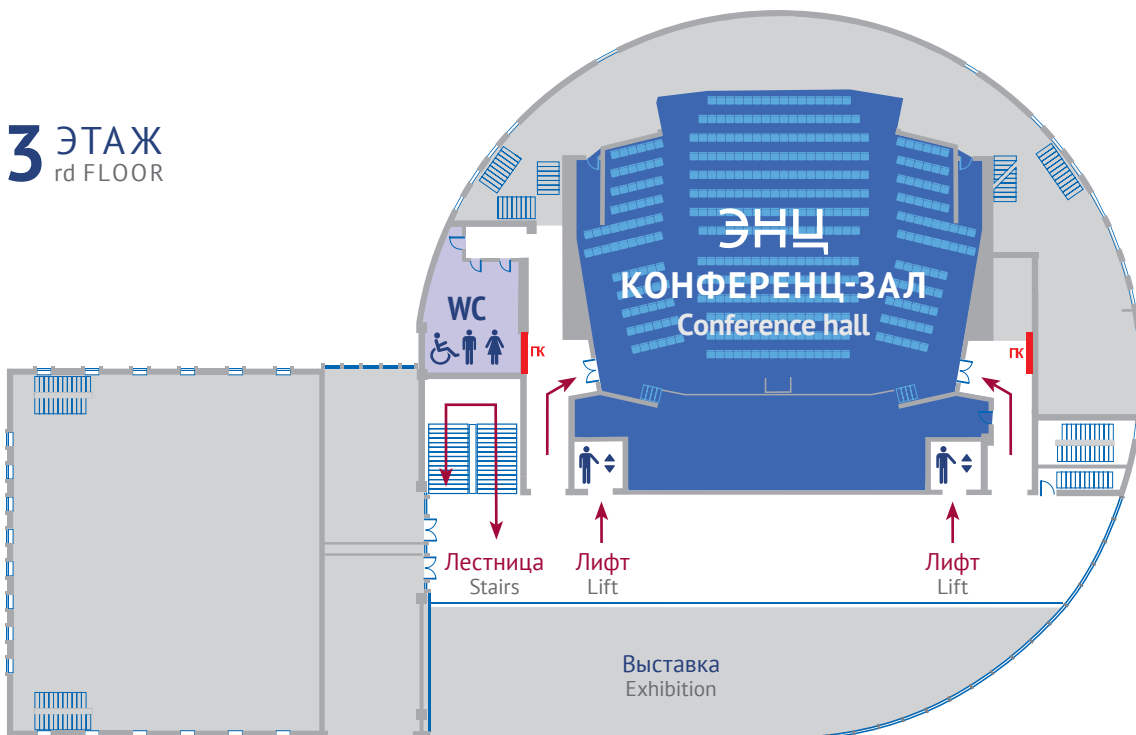 3 ЭТАЖ
rd FLOOR
ЭНЦ
КОНФЕРЕНЦ-ЗАЛ
Conference hall
WC
ПК
ПК
Лестница
Stairs
Лифт
Lift
Лифт
Lift
Выставка
Exhibition